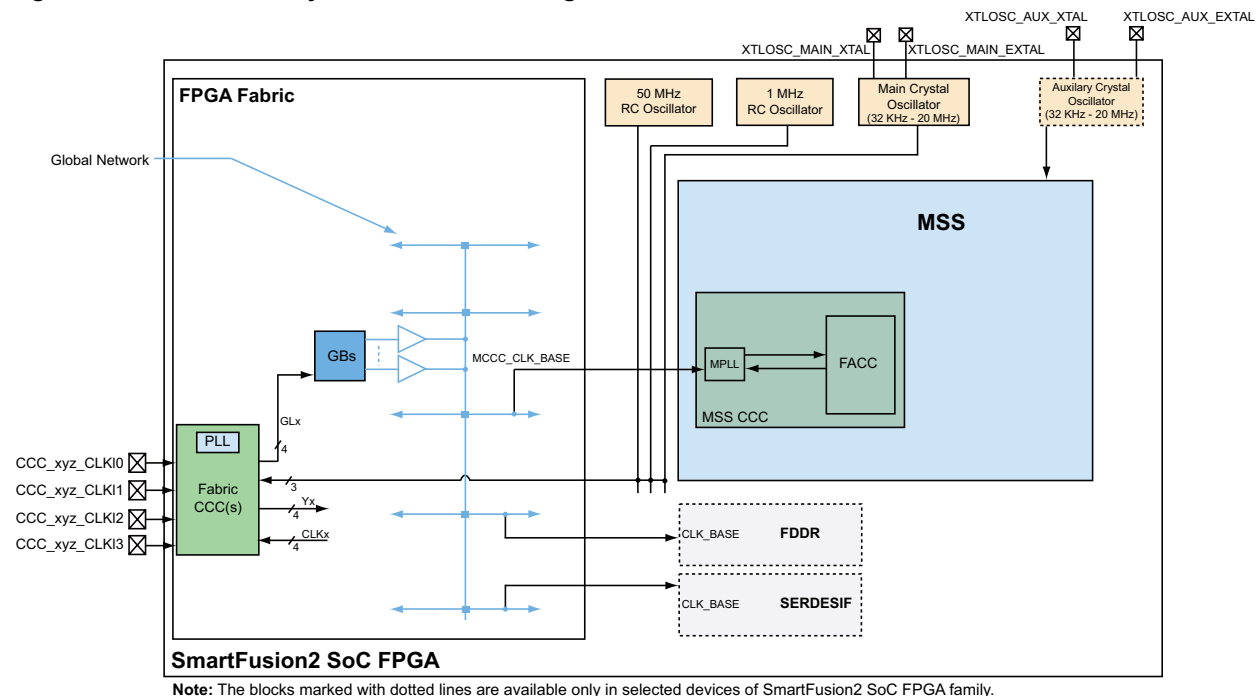 XTLOSC_AUX_XTAL
XTLOSC_AUX_EXTAL
XTLOSC_MAIN_XTAL
XTLOSC_MAIN_EXTAL
FPGA Fabric
50 MHz
RC Oscillator
1 MHz
RC Oscillator
Main Crystal
Oscillator
(32 KHz - 20 MHz)
Auxilary Crystal
Oscillator
(32 KHz - 20 MHz)
Global Network
MSS
GBs
MCCC_CLK_BASE
MPLL
FACC
MSS CCC
GLx
4
PLL
Fabric
CCC(s)
CCC_xyz_CLKI0
CCC_xyz_CLKI1
CCC_xyz_CLKI2
CCC_xyz_CLKI3
3
Yx
4
CLKx
4
CLK_BASE
FDDR
CLK_BASE
SERDESIF
SmartFusion2 SoC FPGA
Note: The blocks marked with dotted lines are available only in selected devices of SmartFusion2 SoC FPGA family.